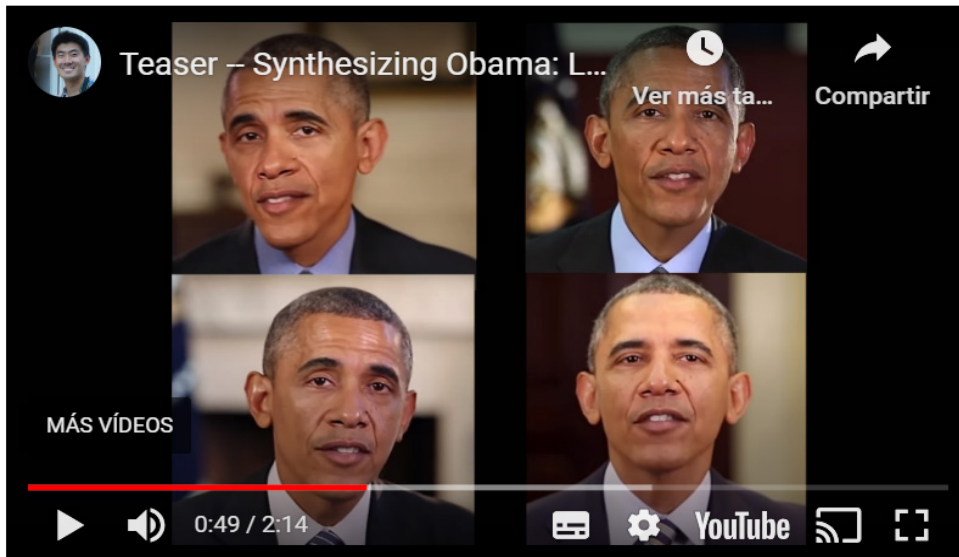 Teaser – Synthesizing Obama: L...
Ver más ta...
Compartir
MÁS VÍDEOS
0:49 / 2:14
YouTube